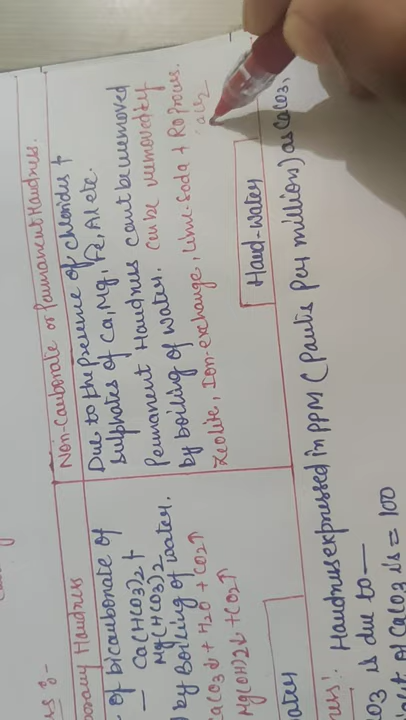 ss :-
Non-Carbonate or Permanent Hardness.
Due to the presence of chlorides +
sulphates of Ca, Mg, Fe, Al etc.
Permanent Hardness can't be removed
by boiling of water. Can be removed by
Zeolite, Ion-exchange, Lime-Soda + RO process.
CaCl2
Hardness
of bicarbonate of
Ca(HCO3)2 +
Mg(HCO3)2
by Boiling of water.
CaCO3↓ + H2O + CO2↑
Mg(OH)2↓ + CO2↑
Hard-water
ater
ness:- Hardness expressed in PPM (Parts per million) as CaCO3,
O3 is due to —
of CaCO3 is = 100